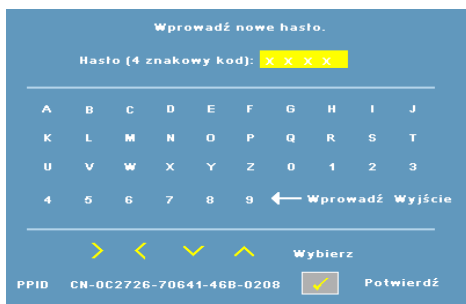 Wprowadź nowe hasło.
Hasło (4 znakowy kod): X X X X
A B C D E F G H I J
K L M N O P Q R S T
U V W X Y Z 0 1 2 3
4 5 6 7 8 9 ← Wprowadź Wyjście
> < ﹀ ︿ Wybierz
PPID CN-0C2726-70641-46B-0208 ✓ Potwierdź